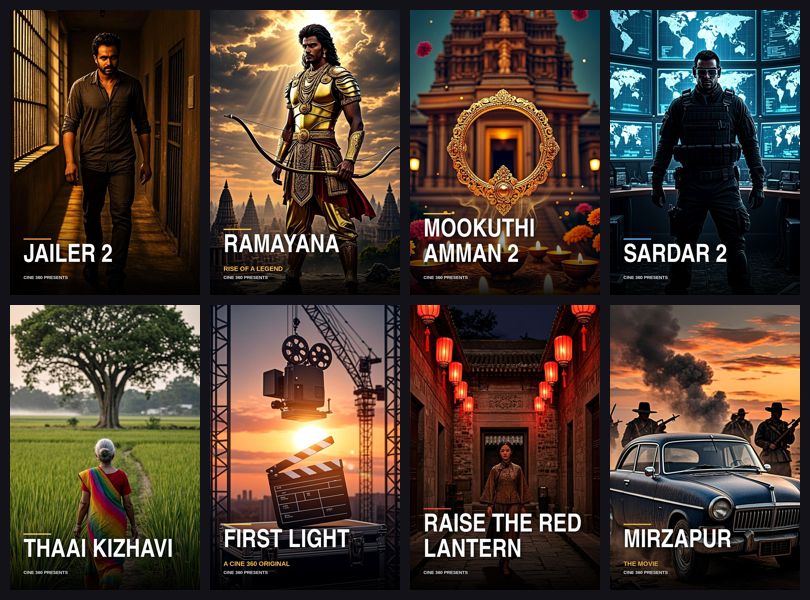 JAILER 2
CINE 360 PRESENTS
RAMAYANA
RISE OF A LEGEND
CINE 360 PRESENTS
MOOKUTHI
AMMAN 2
CINE 360 PRESENTS
SARDAR 2
CINE 360 PRESENTS
THAAI KIZHAVI
CINE 360 PRESENTS
FIRST LIGHT
A CINE 360 ORIGINAL
CINE 360 PRESENTS
RAISE THE RED
LANTERN
CINE 360 PRESENTS
MIRZAPUR
THE MOVIE
CINE 360 PRESENTS